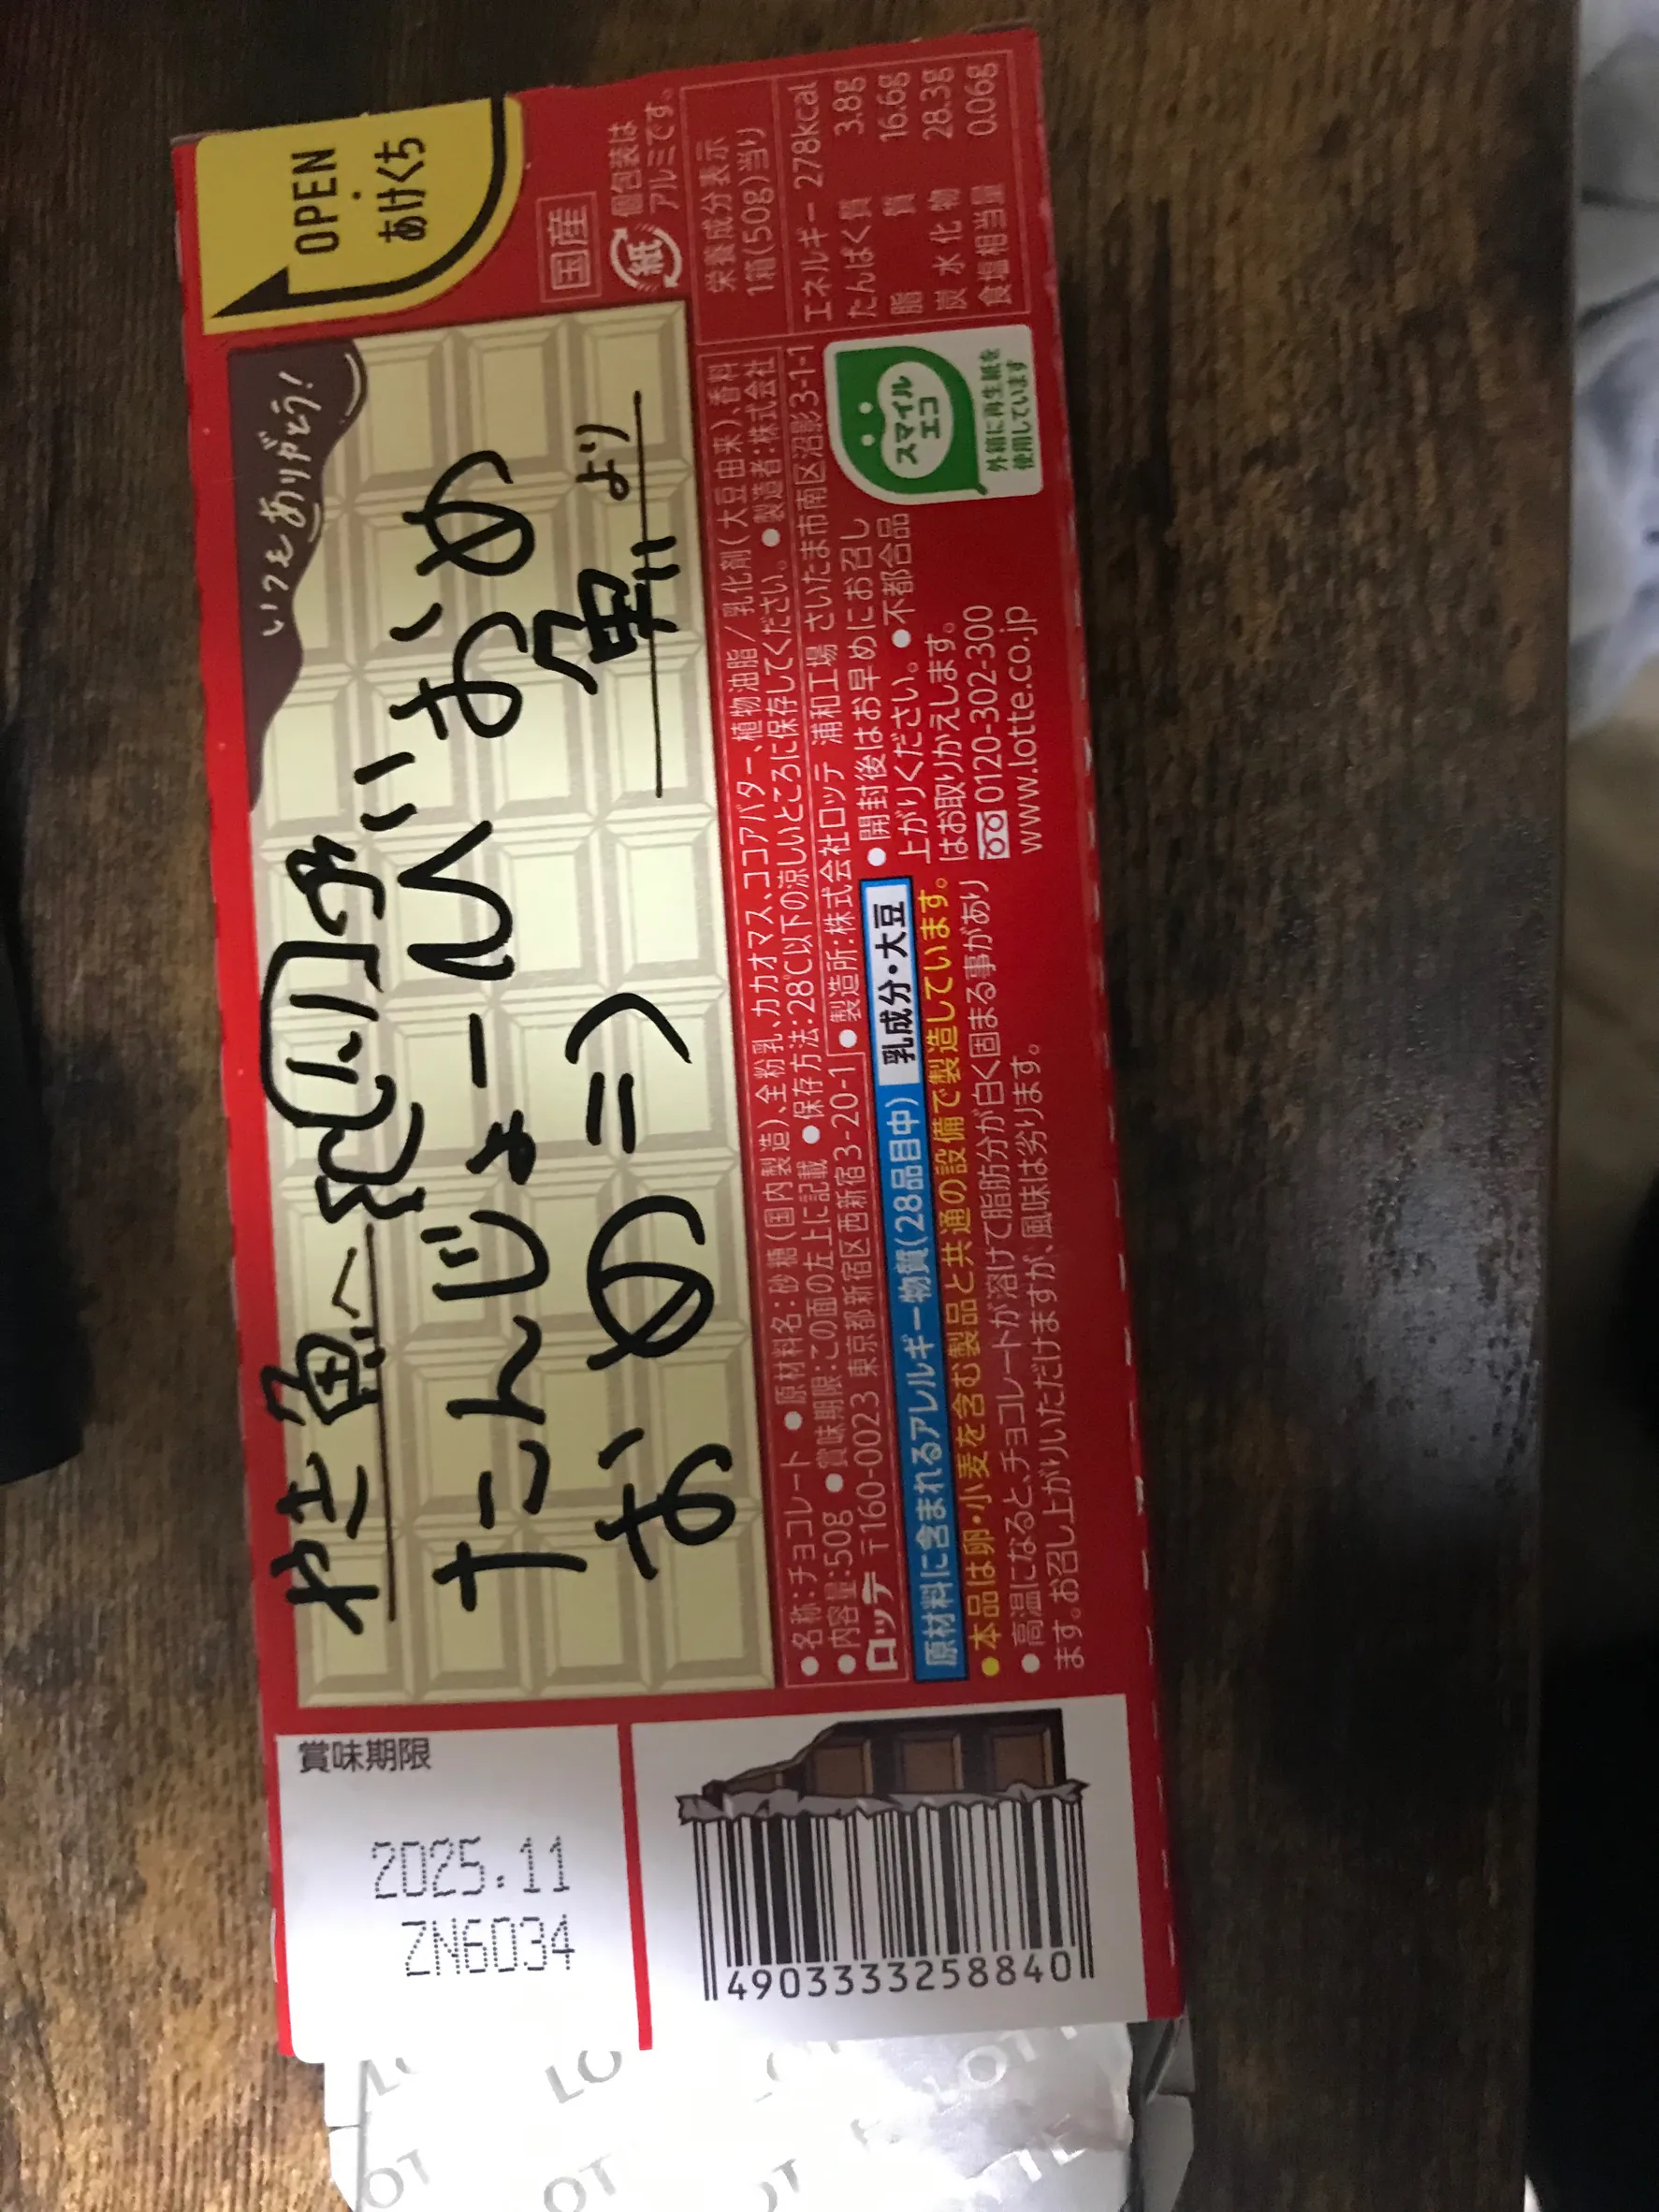 OPEN
あけくち
いつもありがとう!
やき魚へ
たんじょーひ
おめ
おめ
魚より
国産
紙
個包装は
アルミです。
栄養成分表示
1箱(50g)当り
エネルギー 278kcal
たんぱく質 3.8g
脂質 16.6g
炭水化物 28.3g
食塩相当量 0.06g
スマイル
エコ
外箱に再生紙を
使用しています
●名称:チョコレート ●原材料名:砂糖(国内製造)、全粉乳、カカオマス、ココアバター、植物油脂/乳化剤(大豆由来)、香料
●内容量:50g ●賞味期限:この面の左上に記載 ●保存方法:28℃以下の涼しいところに保存してください。 ●製造者:株式会社
ロッテ 〒160-0023 東京都新宿区西新宿3-20-1 ●製造所:株式会社ロッテ 浦和工場 さいたま市南区沼影3-1-1
原材料に含まれるアレルギー物質(28品目中) 乳成分・大豆
●本品は卵・小麦を含む製品と共通の設備で製造しています。
●高温になると、チョコレートが溶けて脂肪分が白く固まる事があり
ます。お召し上がりいただけますが、風味は劣ります。
●開封後はお早めにお召し
上がりください。●不都合品
はお取りかえします。
0120-302-300
www.lotte.co.jp
賞味期限
2025.11
ZN6034
4903333258840
LOTTE